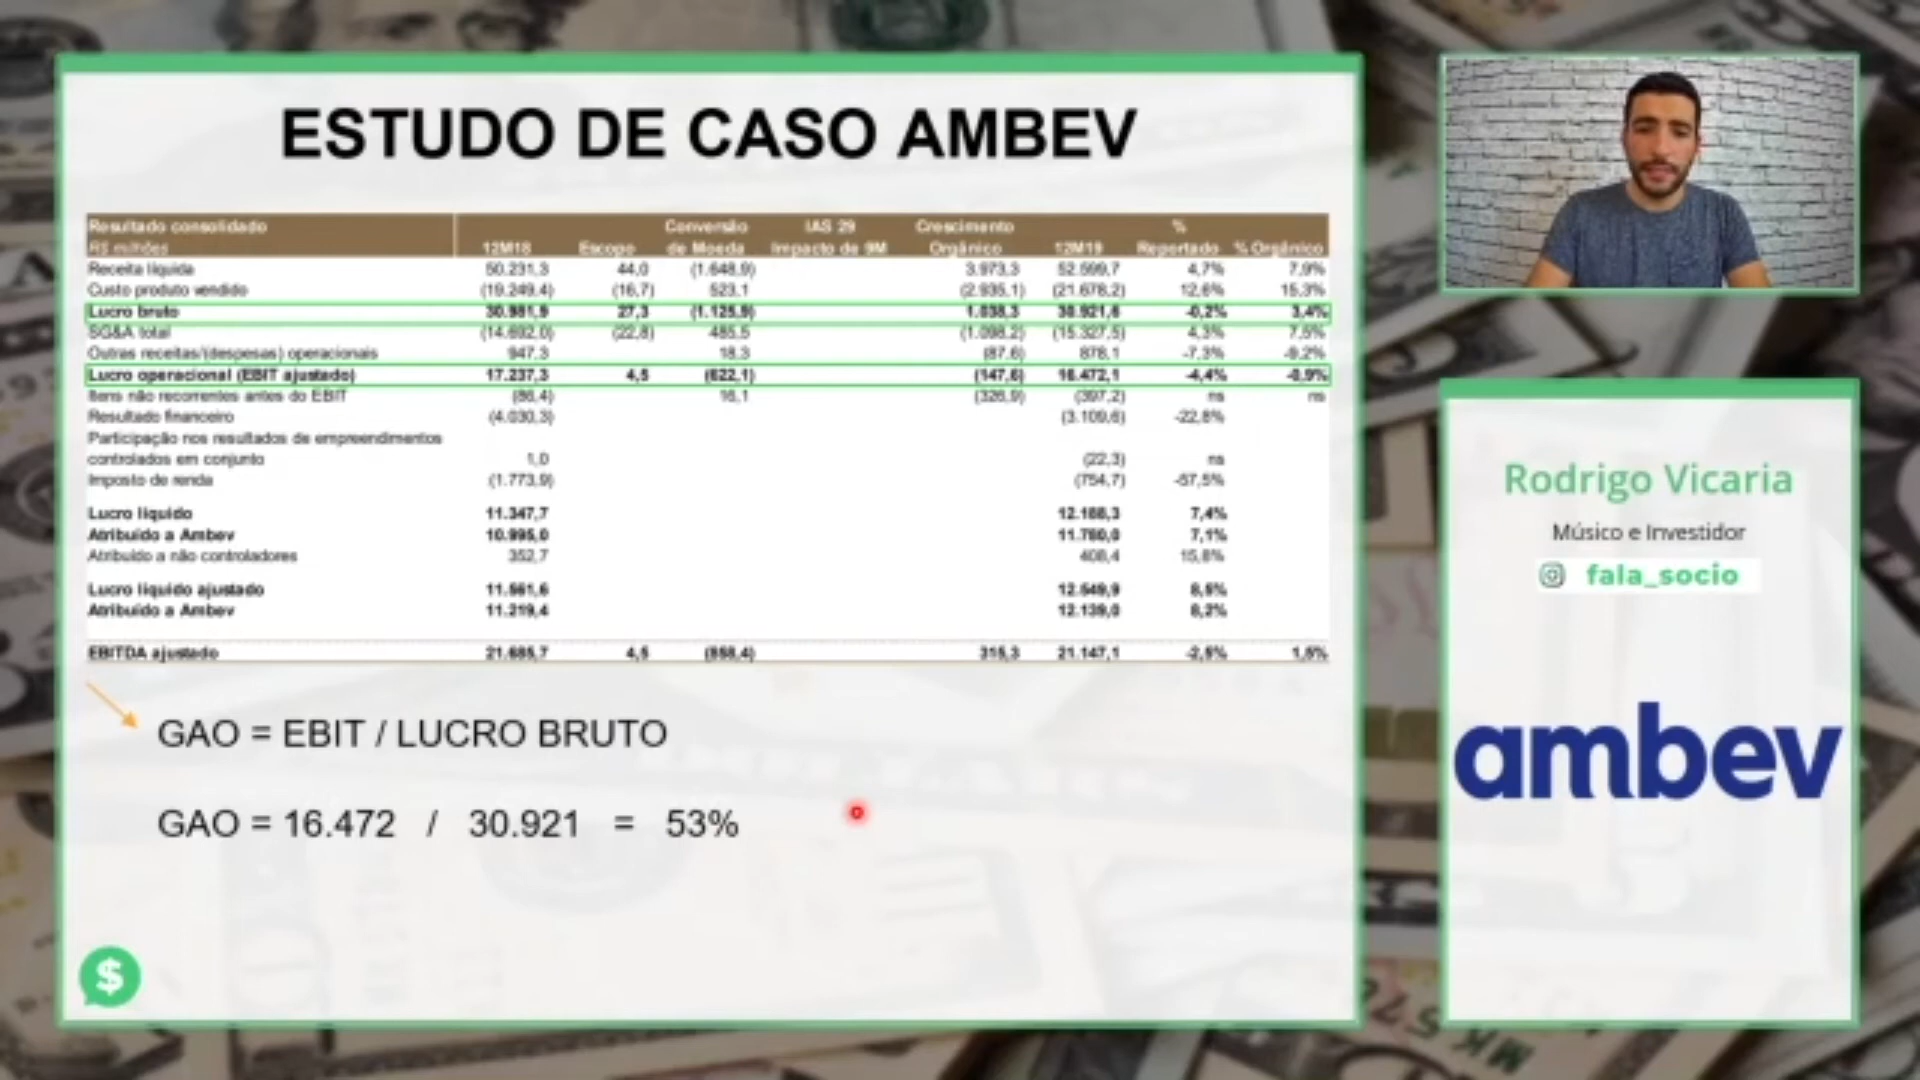 ESTUDO DE CASO AMBEV
Resultado consolidado Conversão IAS 29 Crescimento %
R$ milhões 12M18 Escopo de Moeda Impacto de 9M Orgânico 12M19 Reportado % Orgânico
Receita líquida 50.231,3 44,0 (1.648,9) 3.973,3 52.599,7 4,7% 7,9%
Custo produto vendido (19.249,4) (16,7) 523,1 (2.935,1) (21.678,2) 12,6% 15,3%
Lucro bruto 30.981,9 27,3 (1.125,9) 1.038,3 30.921,6 -0,2% 3,4%
SG&A total (14.692,0) (22,8) 485,5 (1.098,2) (15.327,5) 4,3% 7,5%
Outras receitas/(despesas) operacionais 947,3 18,3 (87,6) 878,1 -7,3% -9,2%
Lucro operacional (EBIT ajustado) 17.237,3 4,5 (622,1) (147,6) 16.472,1 -4,4% -0,9%
Itens não recorrentes antes do EBIT (86,4) 16,1 (326,9) (397,2) ns ns
Resultado financeiro (4.030,3) (3.109,6) -22,8%
Participação nos resultados de empreendimentos
controlados em conjunto 1,0 (22,3) ns
Imposto de renda (1.773,9) (754,7) -57,5%
Lucro líquido 11.347,7 12.188,3 7,4%
Atribuído a Ambev 10.995,0 11.780,0 7,1%
Atribuído a não controladores 352,7 408,4 15,8%
Lucro líquido ajustado 11.561,6 12.549,9 8,5%
Atribuído a Ambev 11.219,4 12.139,0 8,2%
EBITDA ajustado 21.685,7 4,5 315,3 21.147,1 -2,5% 1,5%
GAO = EBIT / LUCRO BRUTO
GAO = 16.472 / 30.921 = 53%
$
Rodrigo Vicaria
Músico e Investidor
fala_socio
ambev